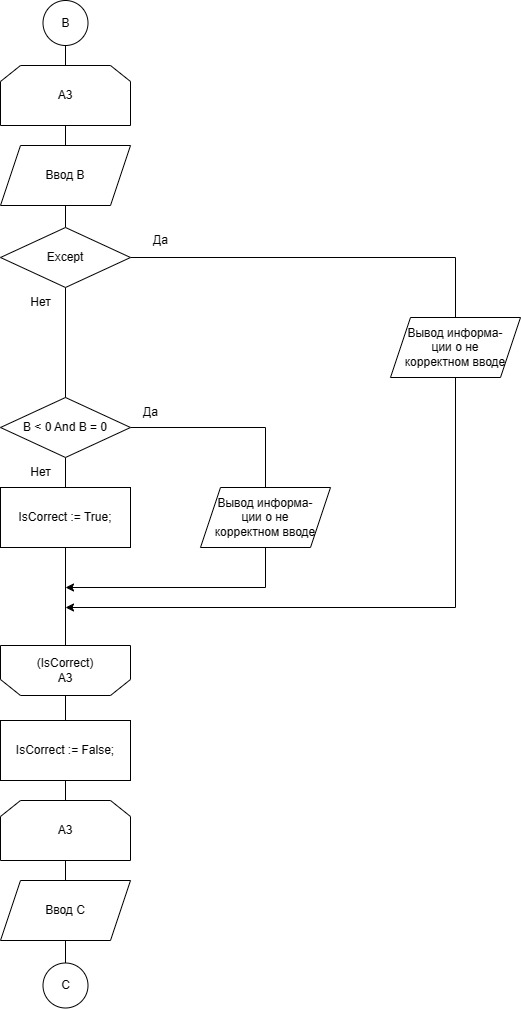 B
A3
Ввод B
Except
Да
Нет
Вывод информа-
ции о не
корректном вводе
B < 0 And B = 0
Да
Нет
IsCorrect := True;
Вывод информа-
ции о не
корректном вводе
(IsCorrect)
A3
IsCorrect := False;
A3
Ввод C
C